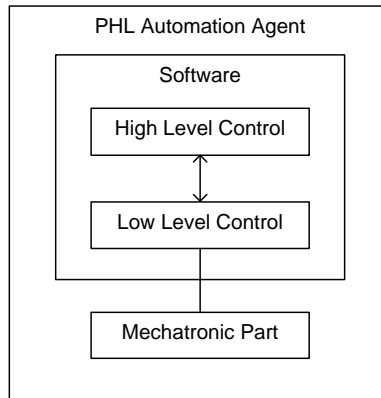 PHL Automation Agent
Software
High Level Control
Low Level Control
Mechatronic Part